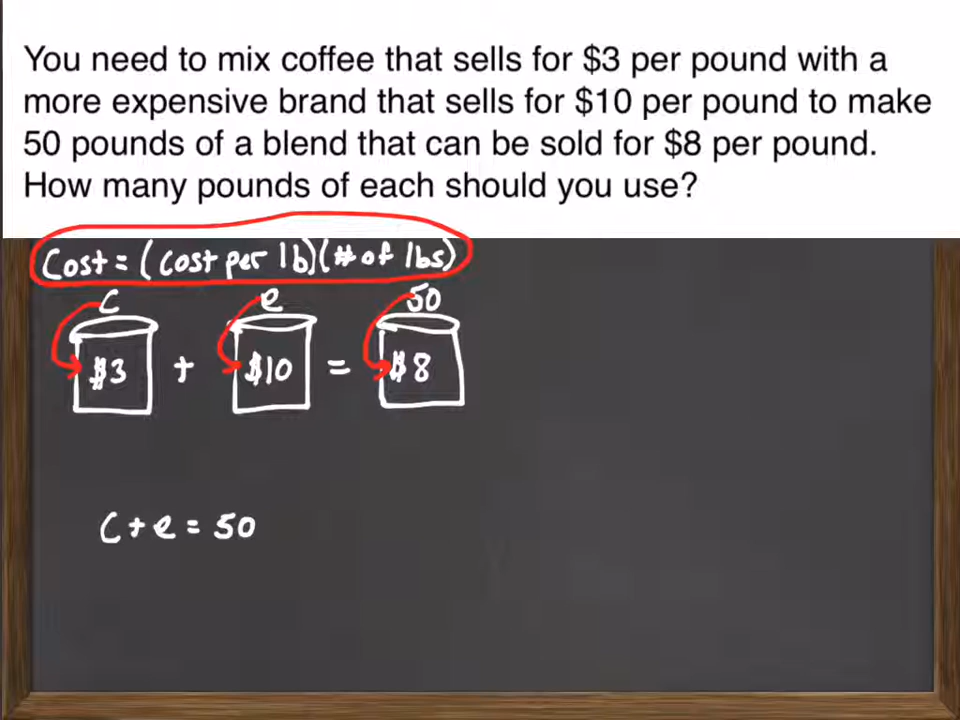 You need to mix coffee that sells for $3 per pound with a
more expensive brand that sells for $10 per pound to make
50 pounds of a blend that can be sold for $8 per pound.
How many pounds of each should you use?
Cost = (cost per lb)(# of lbs)
c e 50
$3 + $10 = $8
c + e = 50